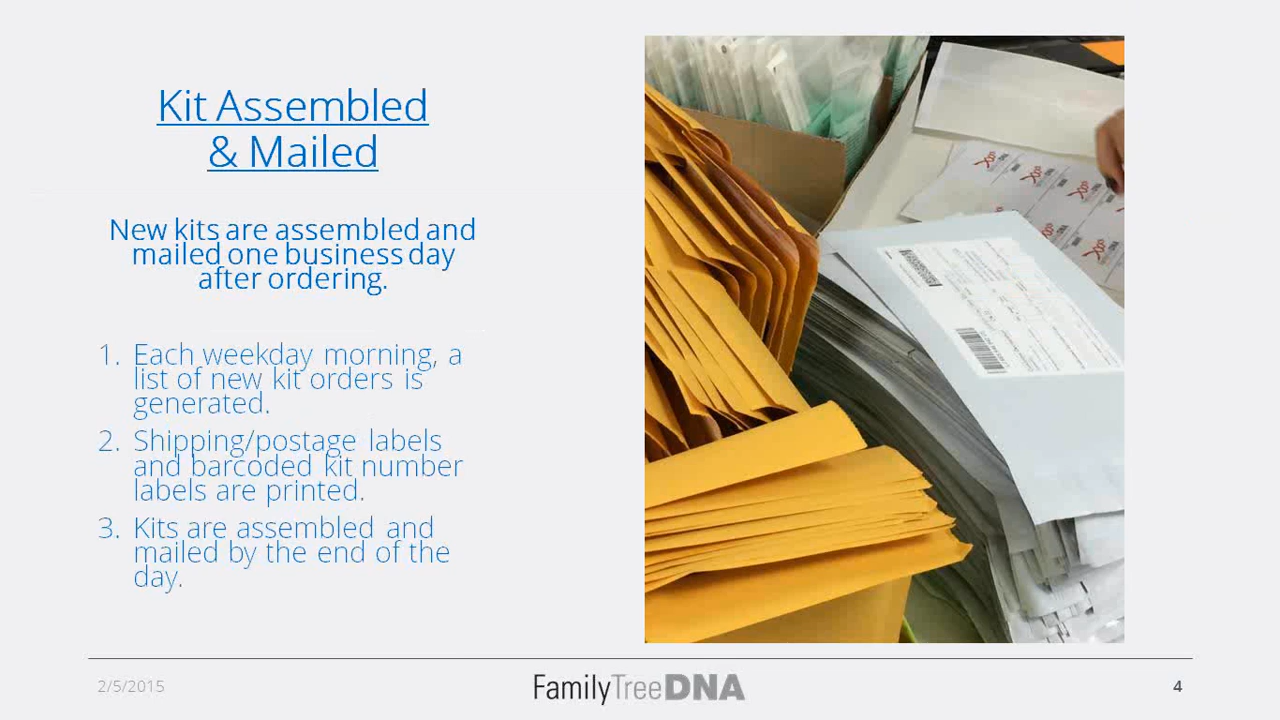 Kit Assembled
& Mailed
New kits are assembled and
mailed one business day
after ordering.
1. Each weekday morning, a
list of new kit orders is
generated.
2. Shipping/postage labels
and barcoded kit number
labels are printed.
3. Kits are assembled and
mailed by the end of the
day.
2/5/2015
FamilyTreeDNA
4